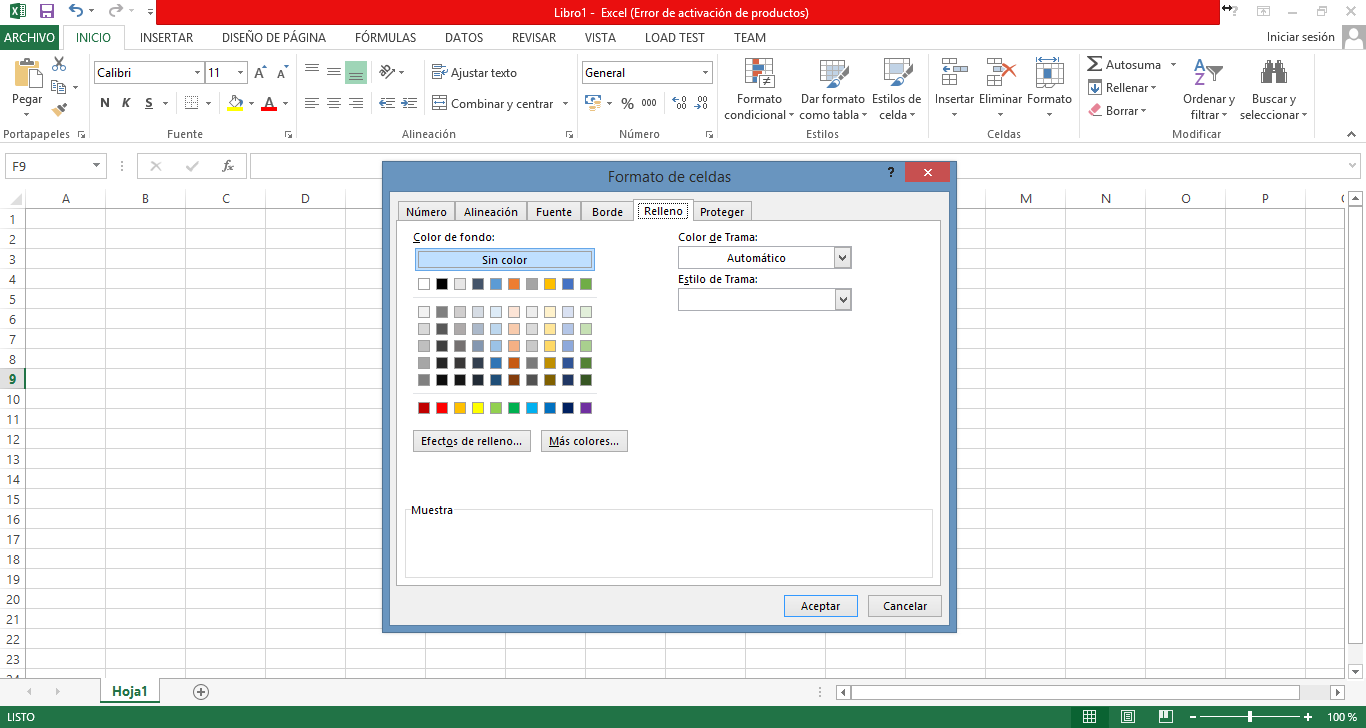 Libro1 - Excel (Error de activación de productos)
ARCHIVO INICIO INSERTAR DISEÑO DE PÁGINA FÓRMULAS DATOS REVISAR VISTA LOAD TEST TEAM Iniciar sesión
Pegar
Portapapeles
Calibri 11
N K S
Fuente
Ajustar texto
Combinar y centrar
Alineación
General
% 000
Número
Formato condicional
Dar formato como tabla
Estilos de celda
Estilos
Insertar Eliminar Formato
Celdas
Autosuma
Rellenar
Borrar
Ordenar y filtrar
Buscar y seleccionar
Modificar
F9 fx
A B C D M N O P
1
2
3
4
5
6
7
8
9
10
11
12
13
14
15
16
17
18
19
20
21
22
23
Formato de celdas ?
Número Alineación Fuente Borde Relleno Proteger
Color de fondo:
Sin color
Efectos de relleno... Más colores...
Color de Trama:
Automático
Estilo de Trama:
Muestra
Aceptar Cancelar
Hoja1
LISTO 100 %